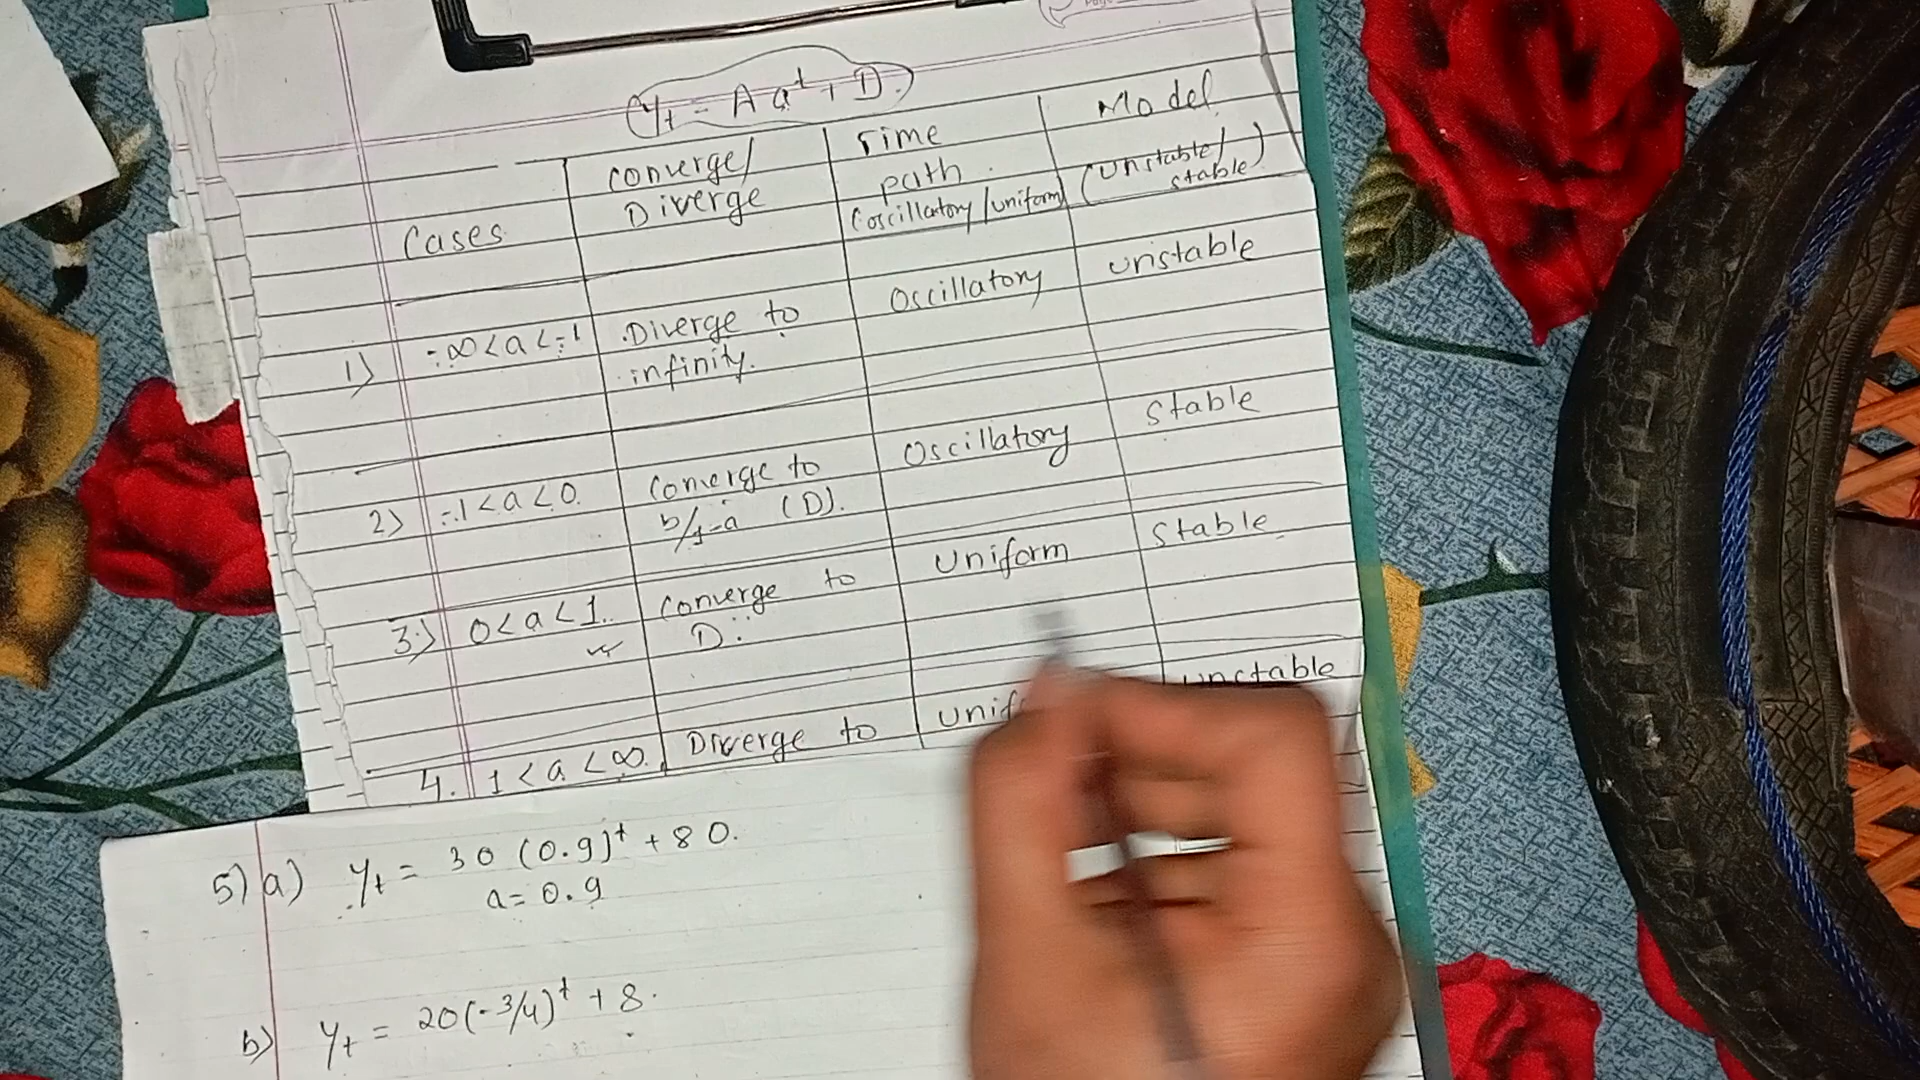 yt = A a^t + D.
Cases
Converge/
Diverge
Time
path
(oscillatory/uniform)
Model
(unstable/
stable)
1) -∞ < a < -1
Diverge to
infinity.
Oscillatory
unstable
2) -1 < a < 0
Converge to
b/1-a (D).
Oscillatory
Stable
3) 0 < a < 1
Converge to
D.
Uniform
Stable
4. 1 < a < ∞.
Diverge to
unstable
5) a) yt = 30 (0.9)^t + 80.
a = 0.9
b) yt = 20(-3/4)^t + 8.